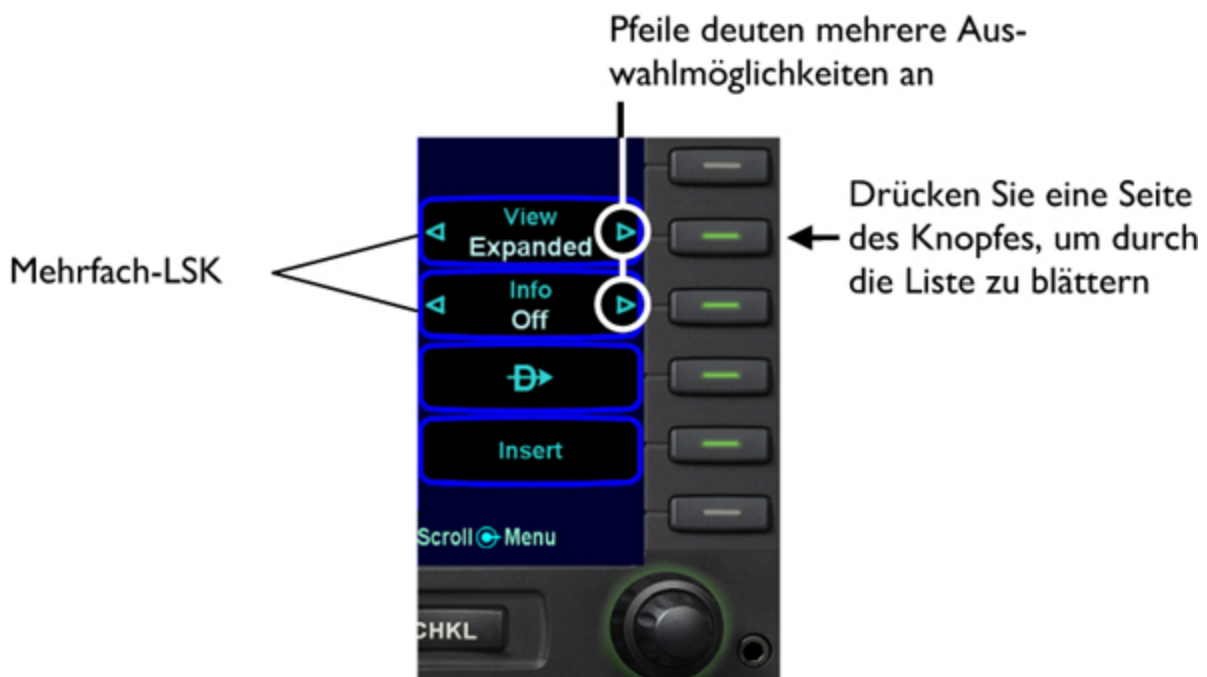 Pfeile deuten mehrere Aus-
wahlmöglichkeiten an
View
Expanded
Info
Off
D
Insert
Scroll Menu
CHKL
Mehrfach-LSK
Drücken Sie eine Seite
des Knopfes, um durch
die Liste zu blättern